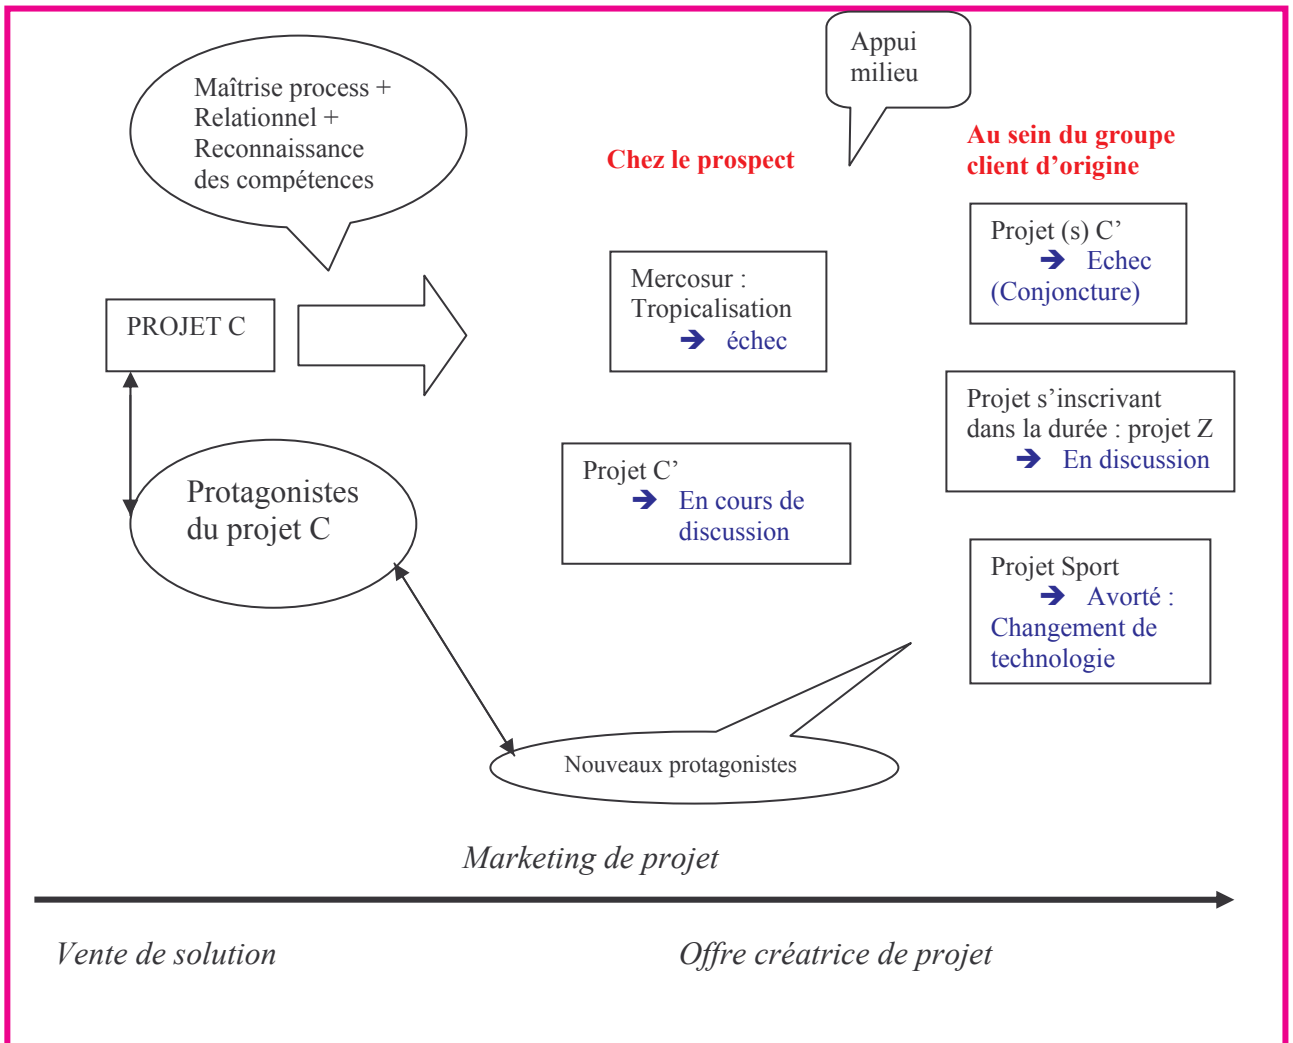 Appui
milieu
Maîtrise process +
Relationnel +
Reconnaissance
des compétences
Chez le prospect
Au sein du groupe
client d’origine
PROJET C
Mercosur :
Tropicalisation
➔ échec
Projet (s) C’
➔ Echec
(Conjoncture)
Projet s’inscrivant
dans la durée : projet Z
➔ En discussion
Projet C’
➔ En cours de
discussion
Protagonistes
du projet C
Projet Sport
➔ Avorté :
Changement de
technologie
Nouveaux protagonistes
Marketing de projet
Vente de solution
Offre créatrice de projet